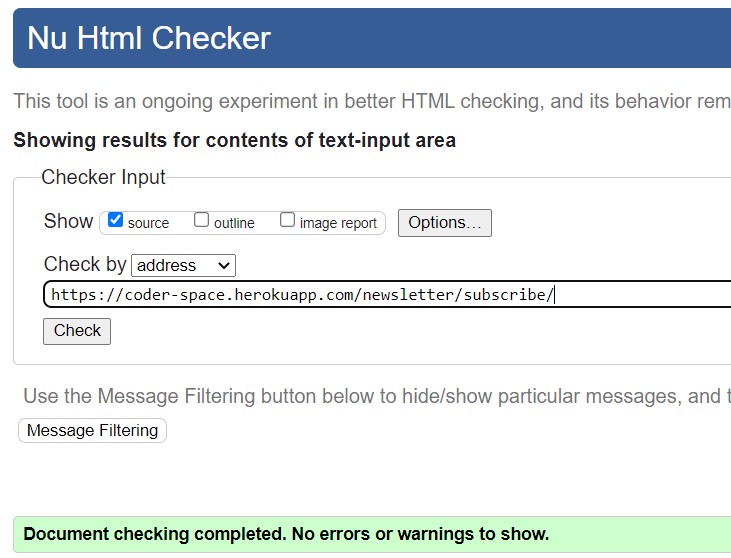 Nu Html Checker
This tool is an ongoing experiment in better HTML checking, and its behavior rem
Showing results for contents of text-input area
Checker Input
Show source outline image report Options...
Check by address
https://coder-space.herokuapp.com/newsletter/subscribe/
Check
Use the Message Filtering button below to hide/show particular messages, and t
Message Filtering
Document checking completed. No errors or warnings to show.